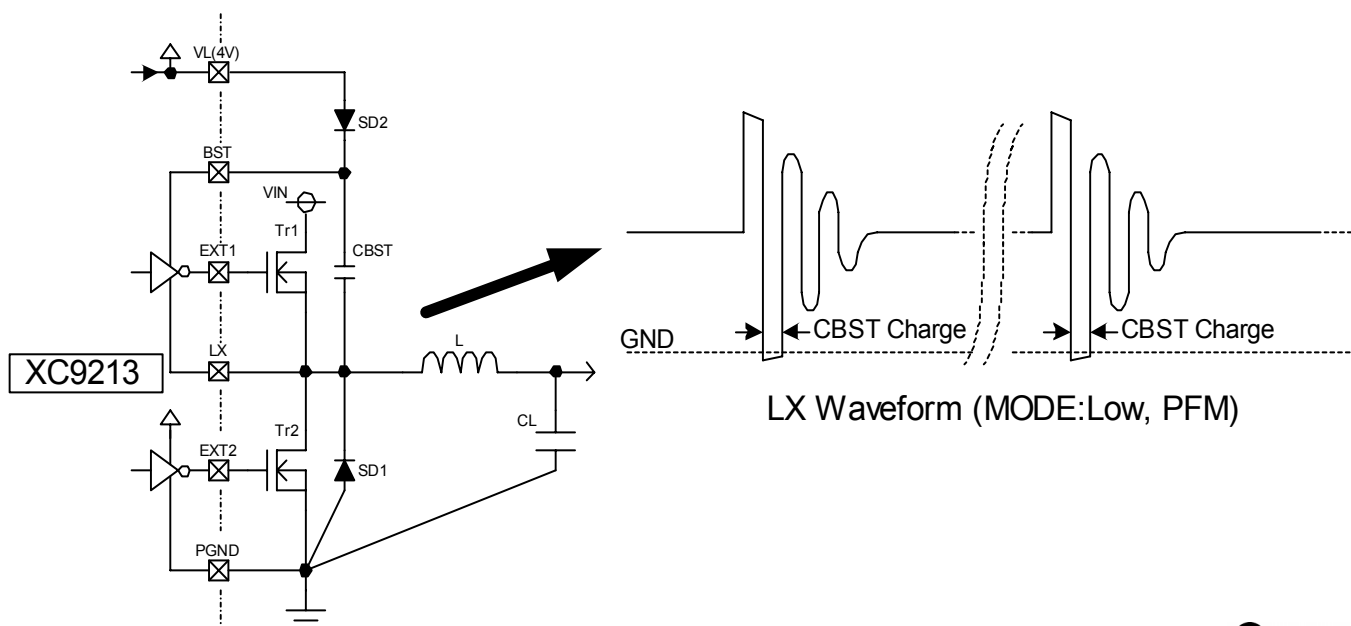 VL(4V)
SD2
BST
VIN
Tr1
EXT1
CBST
LX
L
XC9213
Tr2
EXT2
CL
SD1
PGND
GND
CBST Charge
CBST Charge
LX Waveform (MODE:Low, PFM)